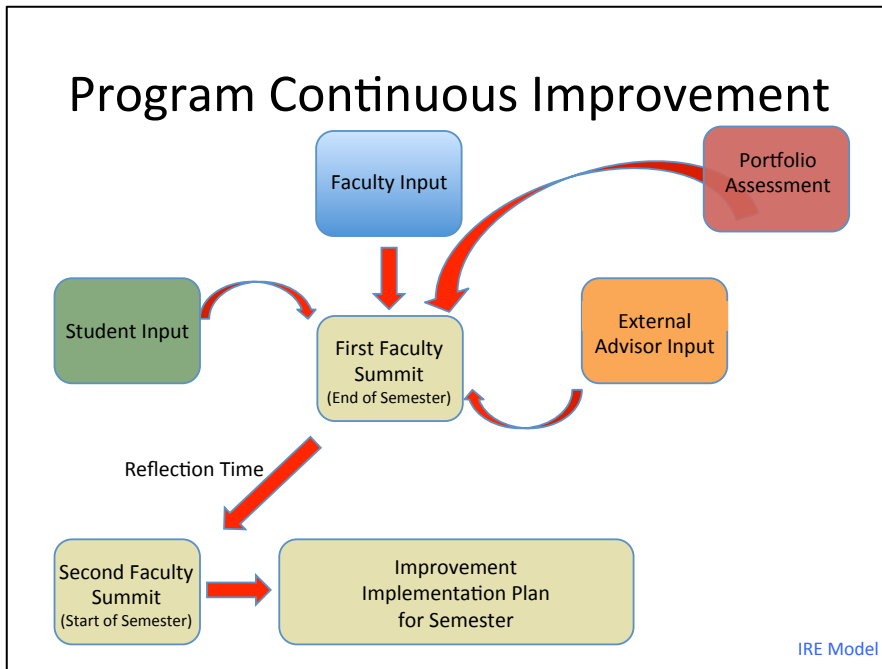 Program Continuous Improvement
Faculty Input
Portfolio
Assessment
Student Input
First Faculty
Summit
(End of Semester)
External
Advisor Input
Reflection Time
Second Faculty
Summit
(Start of Semester)
Improvement
Implementation Plan
for Semester
IRE Model